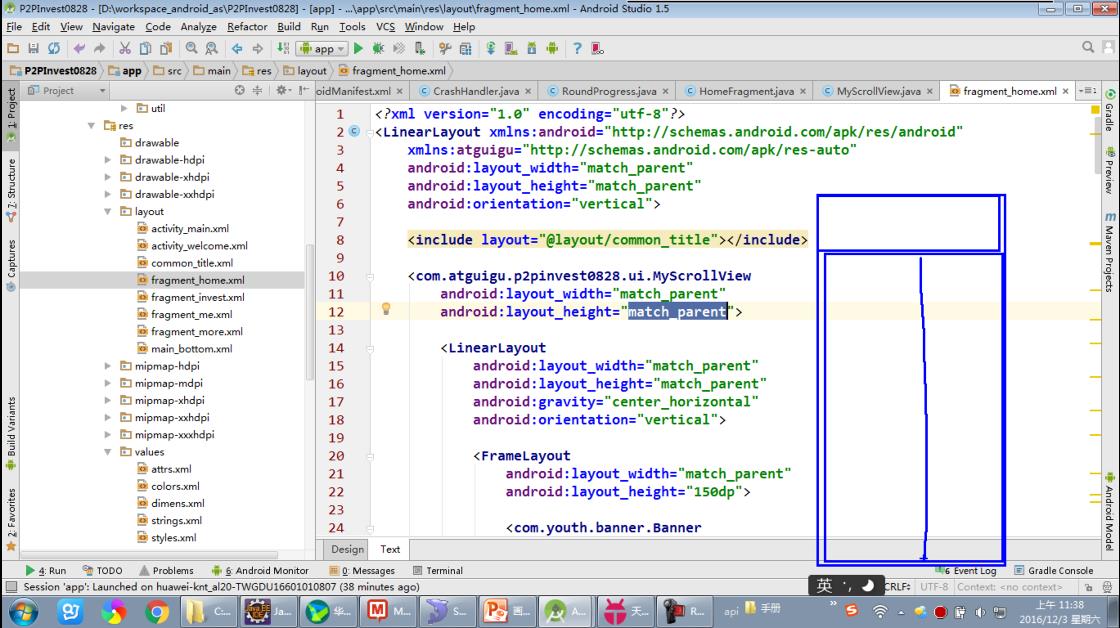 P2PInvest0828 - [D:\workspace_android_as\P2PInvest0828] - [app] - ...\app\src\main\res\layout\fragment_home.xml - Android Studio 1.5
File Edit View Navigate Code Analyze Refactor Build Run Tools VCS Window Help
app
P2PInvest0828 app src main res layout fragment_home.xml
Project oidManifest.xml CrashHandler.java RoundProgress.java HomeFragment.java MyScrollView.java fragment_home.xml
1: Project
7: Structure
Captures
Build Variants
2: Favorites
util
res
drawable
drawable-hdpi
drawable-xhdpi
drawable-xxhdpi
layout
activity_main.xml
activity_welcome.xml
common_title.xml
fragment_home.xml
fragment_invest.xml
fragment_me.xml
fragment_more.xml
main_bottom.xml
mipmap-hdpi
mipmap-mdpi
mipmap-xhdpi
mipmap-xxhdpi
mipmap-xxxhdpi
values
attrs.xml
colors.xml
dimens.xml
strings.xml
styles.xml
1 <?xml version="1.0" encoding="utf-8"?>
2 <LinearLayout xmlns:android="http://schemas.android.com/apk/res/android"
3 xmlns:atguigu="http://schemas.android.com/apk/res-auto"
4 android:layout_width="match_parent"
5 android:layout_height="match_parent"
6 android:orientation="vertical">
7
8 <include layout="@layout/common_title"></include>
9
10 <com.atguigu.p2pinvest0828.ui.MyScrollView
11 android:layout_width="match_parent"
12 android:layout_height="match_parent">
13
14 <LinearLayout
15 android:layout_width="match_parent"
16 android:layout_height="match_parent"
17 android:gravity="center_horizontal"
18 android:orientation="vertical">
19
20 <FrameLayout
21 android:layout_width="match_parent"
22 android:layout_height="150dp">
23
24 <com.youth.banner.Banner
Design Text
Gradle
Preview
Maven Projects
Android Model
4: Run TODO Problems 6: Android Monitor 0: Messages Terminal 6 Event Log Gradle Console
Session 'app': Launched on huawei-knt_al20-TWGDU16601010807 (38 minutes ago) CRLF÷ UTF-8 Context: <no context>
英
C... Ja... 华... M... S... 画... A... 天... R... api 手册
上午 11:38
2016/12/3 星期六